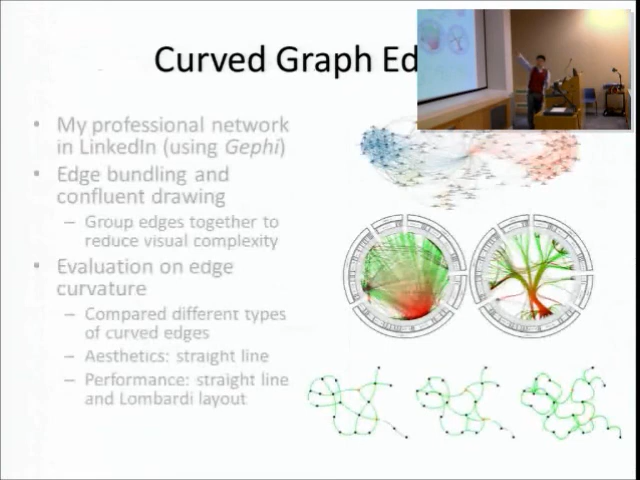 Curved Graph Ed
• My professional network
in LinkedIn (using Gephi)
• Edge bundling and
confluent drawing
– Group edges together to
reduce visual complexity
• Evaluation on edge
curvature
– Compared different types
of curved edges
– Aesthetics: straight line
– Performance: straight line
and Lombardi layout